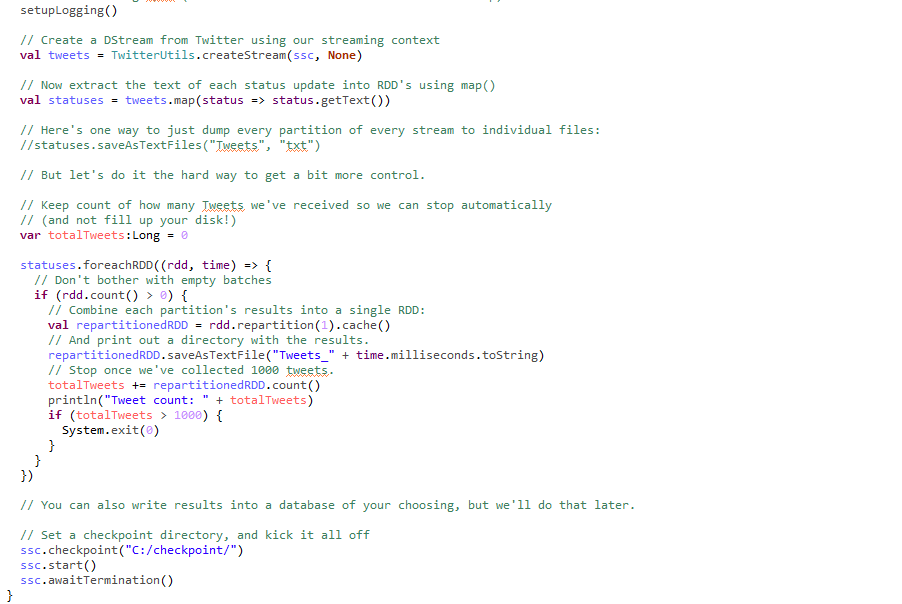 setupLogging()
// Create a DStream from Twitter using our streaming context
val tweets = TwitterUtils.createStream(ssc, None)
// Now extract the text of each status update into RDD's using map()
val statuses = tweets.map(status => status.getText())
// Here's one way to just dump every partition of every stream to individual files:
//statuses.saveAsTextFiles("Tweets", "txt")
// But let's do it the hard way to get a bit more control.
// Keep count of how many Tweets we've received so we can stop automatically
// (and not fill up your disk!)
var totalTweets:Long = 0
statuses.foreachRDD((rdd, time) => {
  // Don't bother with empty batches
  if (rdd.count() > 0) {
    // Combine each partition's results into a single RDD:
    val repartitionedRDD = rdd.repartition(1).cache()
    // And print out a directory with the results.
    repartitionedRDD.saveAsTextFile("Tweets_" + time.milliseconds.toString)
    // Stop once we've collected 1000 tweets.
    totalTweets += repartitionedRDD.count()
    println("Tweet count: " + totalTweets)
    if (totalTweets > 1000) {
      System.exit(0)
    }
  }
})
// You can also write results into a database of your choosing, but we'll do that later.
// Set a checkpoint directory, and kick it all off
ssc.checkpoint("C:/checkpoint/")
ssc.start()
ssc.awaitTermination()
}